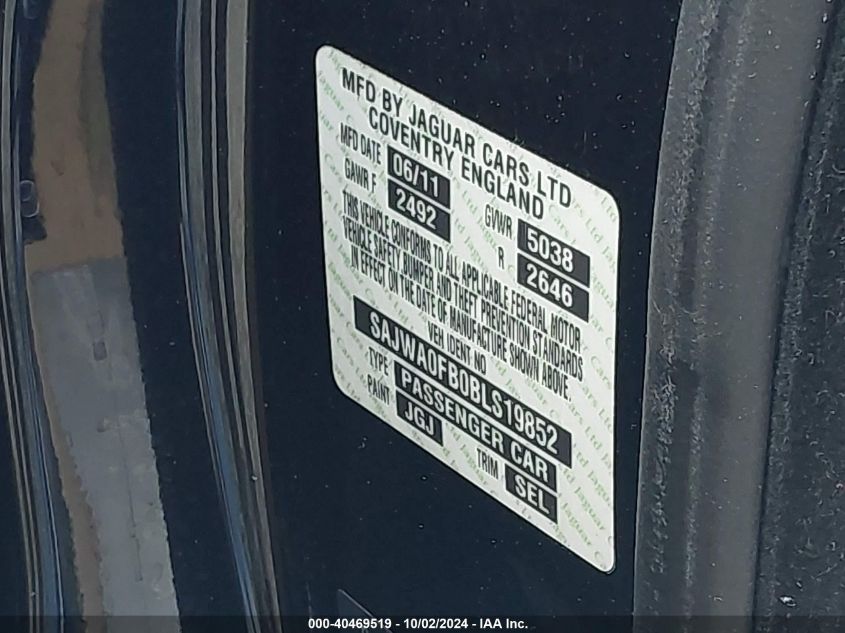 MFD BY JAGUAR CARS LTD
COVENTRY ENGLAND
MFD DATE 06/11 GVWR 5038
GAWR F 2492 R 2646
THIS VEHICLE CONFORMS TO ALL APPLICABLE FEDERAL MOTOR
VEHICLE SAFETY BUMPER AND THEFT PREVENTION STANDARDS
IN EFFECT ON THE DATE OF MANUFACTURE SHOWN ABOVE.
VEH IDENT NO
SAJWA0FB0BLS19852
TYPE PASSENGER CAR
PAINT JGJ TRIM SEL
000-40469519 - 10/02/2024 - IAA Inc.